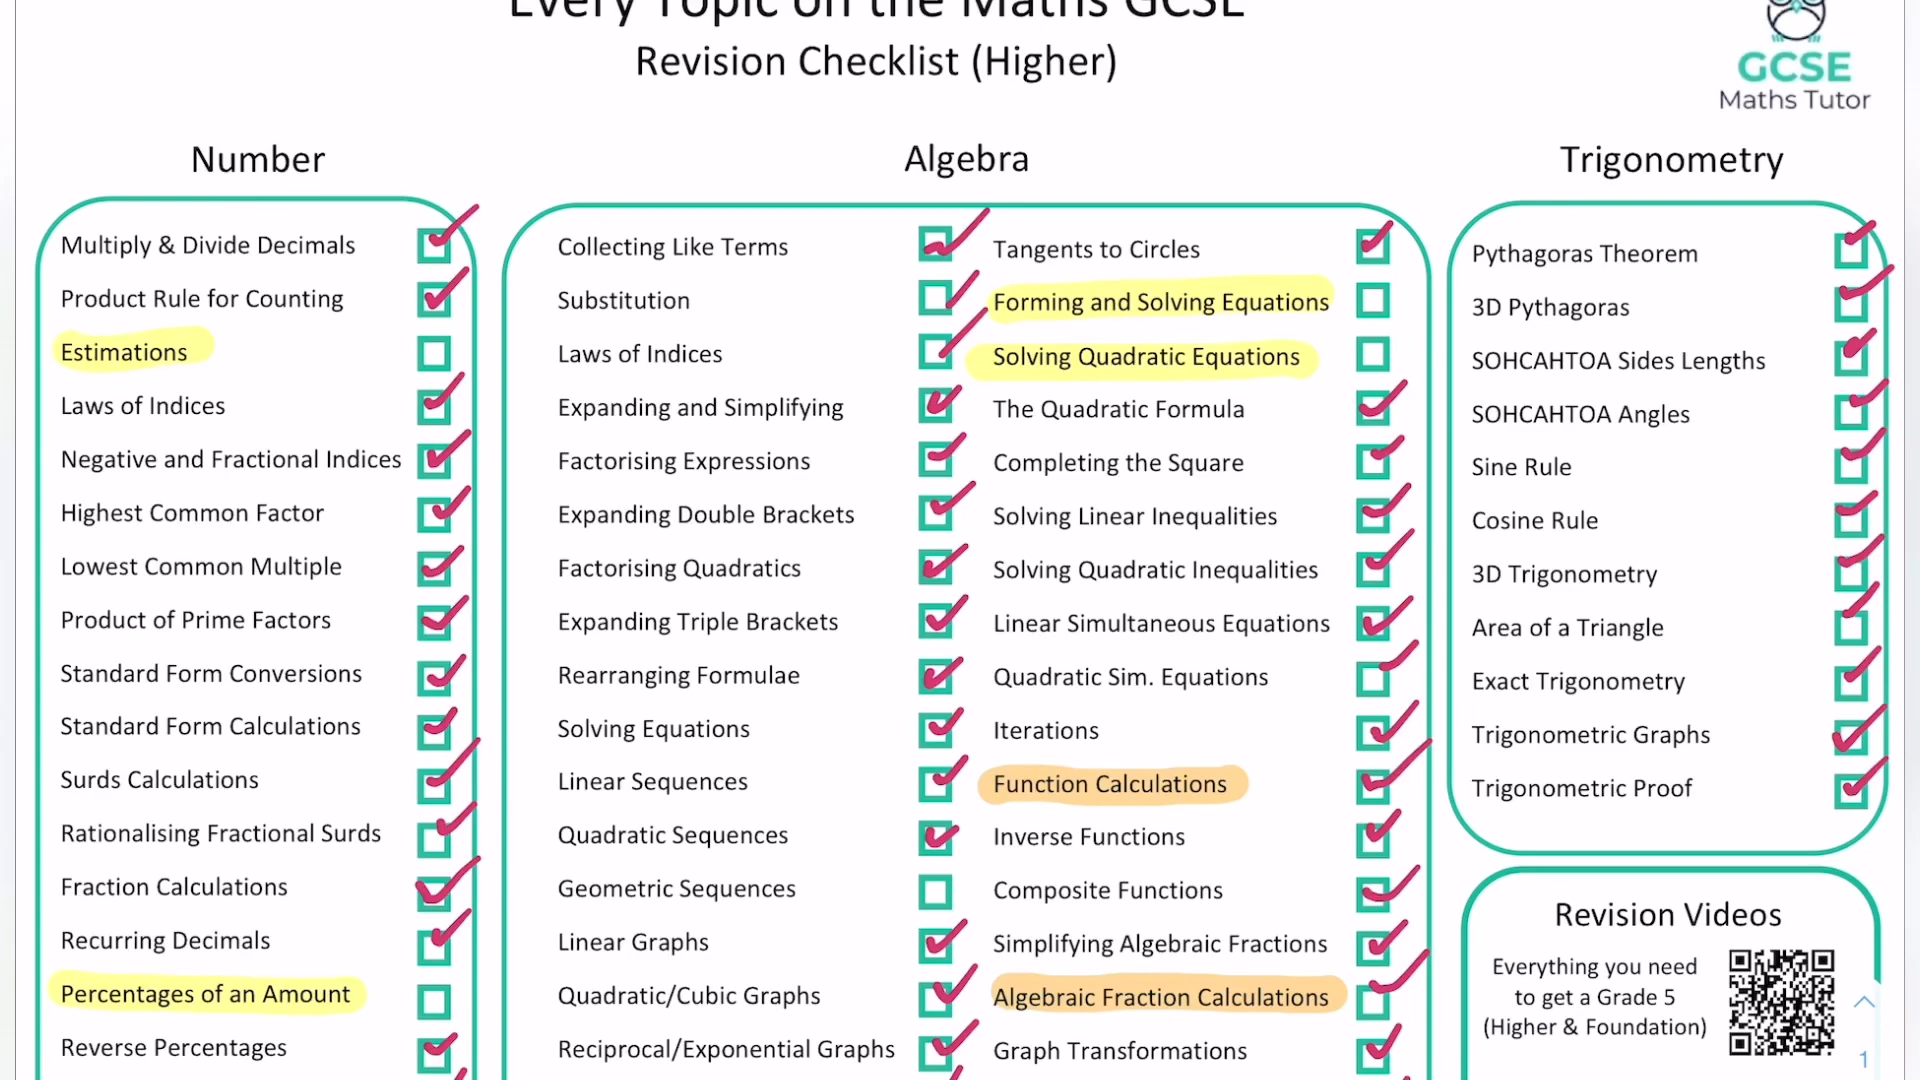 Every Topic on the Maths GCSE
Revision Checklist (Higher)
GCSE
Maths Tutor
Number
Multiply & Divide Decimals
Product Rule for Counting
Estimations
Laws of Indices
Negative and Fractional Indices
Highest Common Factor
Lowest Common Multiple
Product of Prime Factors
Standard Form Conversions
Standard Form Calculations
Surds Calculations
Rationalising Fractional Surds
Fraction Calculations
Recurring Decimals
Percentages of an Amount
Reverse Percentages
Algebra
Collecting Like Terms
Substitution
Laws of Indices
Expanding and Simplifying
Factorising Expressions
Expanding Double Brackets
Factorising Quadratics
Expanding Triple Brackets
Rearranging Formulae
Solving Equations
Linear Sequences
Quadratic Sequences
Geometric Sequences
Linear Graphs
Quadratic/Cubic Graphs
Reciprocal/Exponential Graphs
Tangents to Circles
Forming and Solving Equations
Solving Quadratic Equations
The Quadratic Formula
Completing the Square
Solving Linear Inequalities
Solving Quadratic Inequalities
Linear Simultaneous Equations
Quadratic Sim. Equations
Iterations
Function Calculations
Inverse Functions
Composite Functions
Simplifying Algebraic Fractions
Algebraic Fraction Calculations
Graph Transformations
Trigonometry
Pythagoras Theorem
3D Pythagoras
SOHCAHTOA Sides Lengths
SOHCAHTOA Angles
Sine Rule
Cosine Rule
3D Trigonometry
Area of a Triangle
Exact Trigonometry
Trigonometric Graphs
Trigonometric Proof
Revision Videos
Everything you need
to get a Grade 5
(Higher & Foundation)
1